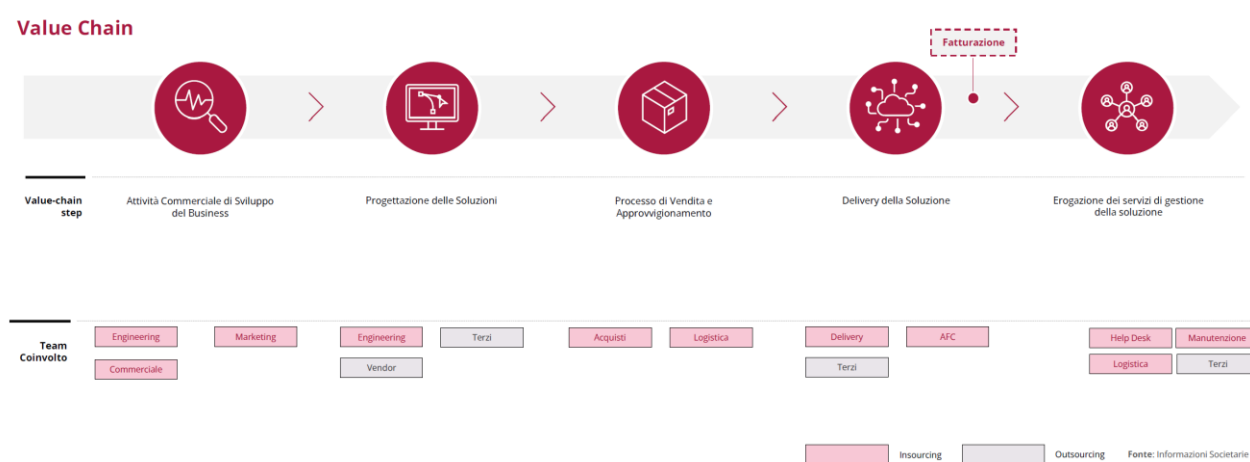 Value Chain
Fatturazione
Value-chain
step
Attività Commerciale di Sviluppo
del Business
Progettazione delle Soluzioni
Processo di Vendita e
Approvvigionamento
Delivery della Soluzione
Erogazione dei servizi di gestione
della soluzione
Team
Coinvolto
Engineering
Marketing
Commerciale
Engineering
Terzi
Vendor
Acquisti
Logistica
Delivery
AFC
Terzi
Help Desk
Manutenzione
Logistica
Terzi
Insourcing
Outsourcing
Fonte: Informazioni Societarie